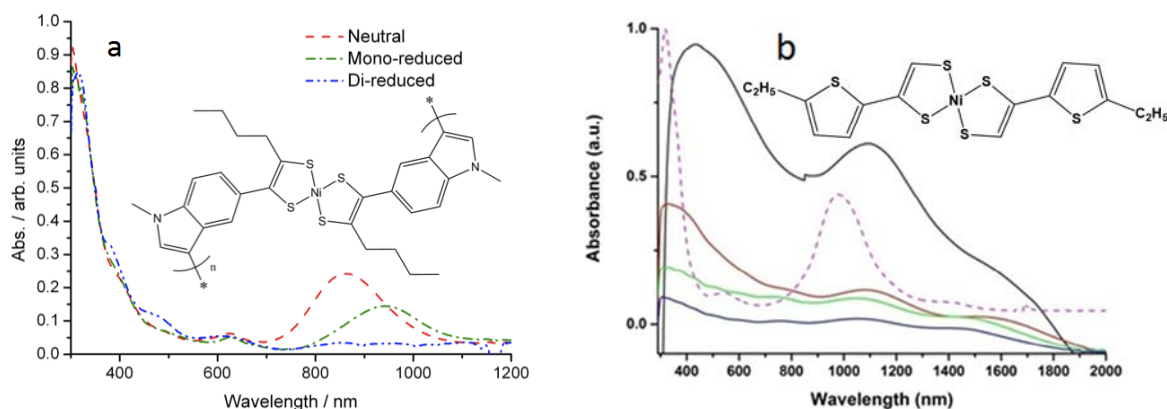 a
Neutral
Mono-reduced
Di-reduced
1.0
0.9
0.8
0.7
0.6
0.5
0.4
0.3
0.2
0.1
0.0
Abs. / arb. units
400 600 800 1000 1200
Wavelength / nm
*
N
S
S
Ni
S
S
N
N
n
*
b
1.0
0.5
0.0
Absorbance (a.u.)
400 600 800 1000 1200 1400 1600 1800 2000
Wavelength (nm)
C2H5
S
S
S
Ni
S
S
S
C2H5